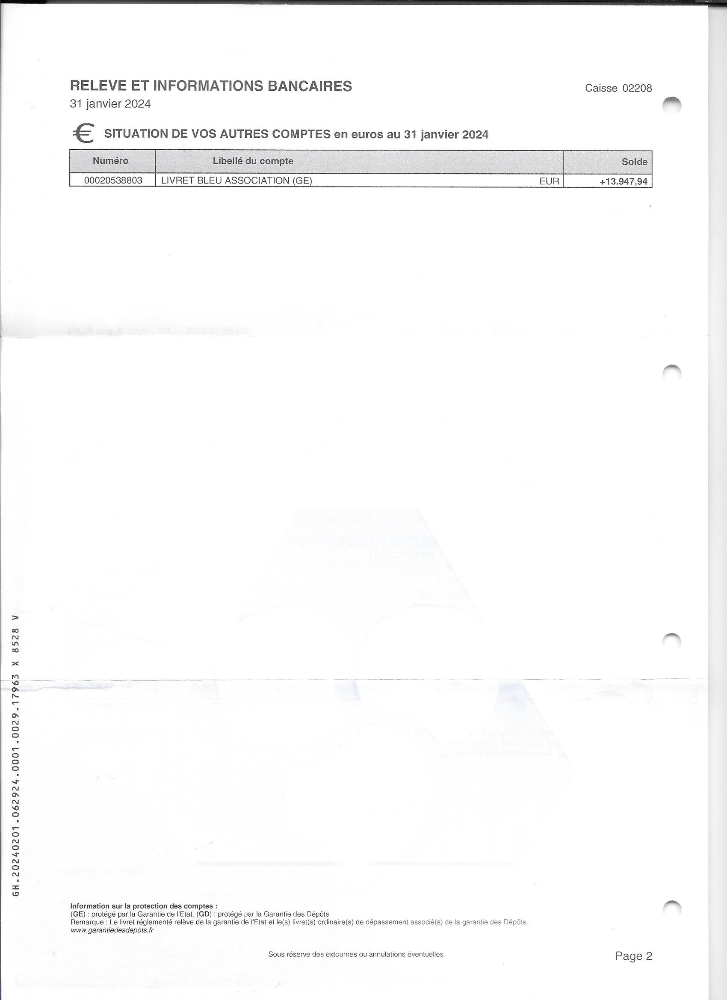 RELEVE ET INFORMATIONS BANCAIRES
Caisse 02208
31 janvier 2024
€ SITUATION DE VOS AUTRES COMPTES en euros au 31 janvier 2024
Numéro Libellé du compte Solde
00020538803 LIVRET BLEU ASSOCIATION (GE) EUR +13.947,94
GH.20240201.062924.0001.0029.17963 X 8528 V
Information sur la protection des comptes :
(GE) : protégé par la Garantie de l'Etat, (GD) : protégé par la Garantie des Dépôts
Remarque : Le livret réglementé relève de la garantie de l'Etat et le(s) livret(s) ordinaire(s) de dépassement associé(s) de la garantie des Dépôts.
www.garantiedesdepots.fr
Sous réserve des extournes ou annulations éventuelles
Page 2